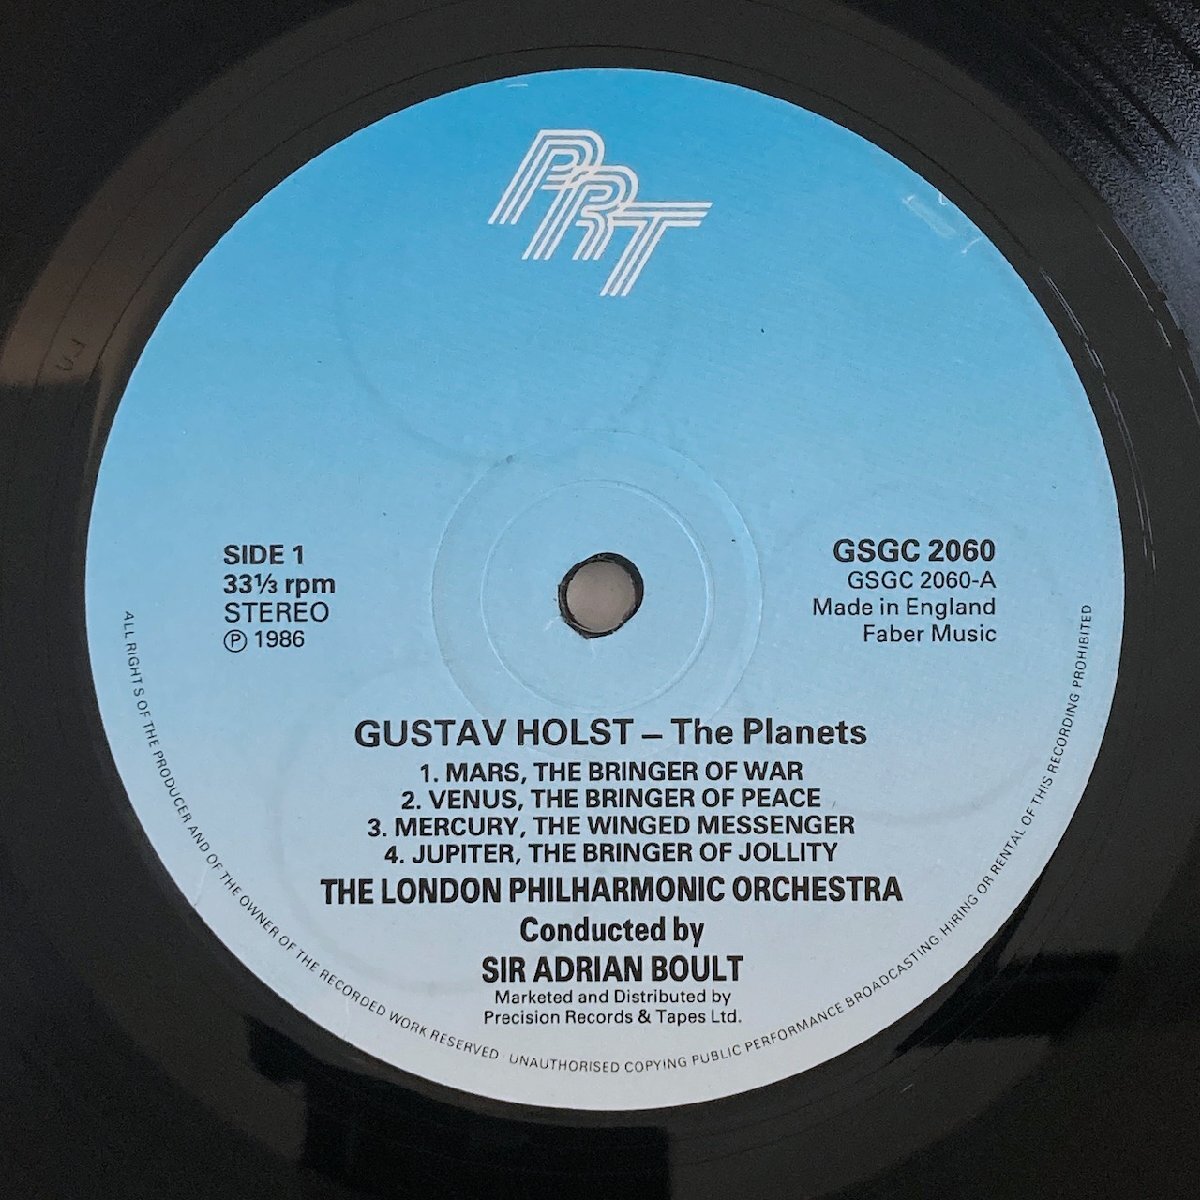 PRT
SIDE 1
33⅓ rpm
STEREO
℗ 1986
GSGC 2060
GSGC 2060-A
Made in England
Faber Music
GUSTAV HOLST – The Planets
1. MARS, THE BRINGER OF WAR
2. VENUS, THE BRINGER OF PEACE
3. MERCURY, THE WINGED MESSENGER
4. JUPITER, THE BRINGER OF JOLLITY
THE LONDON PHILHARMONIC ORCHESTRA
Conducted by
SIR ADRIAN BOULT
Marketed and Distributed by
Precision Records & Tapes Ltd.
ALL RIGHTS OF THE PRODUCER AND OF THE OWNER OF THE RECORDED WORK RESERVED UNAUTHORISED COPYING PUBLIC PERFORMANCE BROADCASTING HIRING OR RENTAL OF THIS RECORDING PROHIBITED